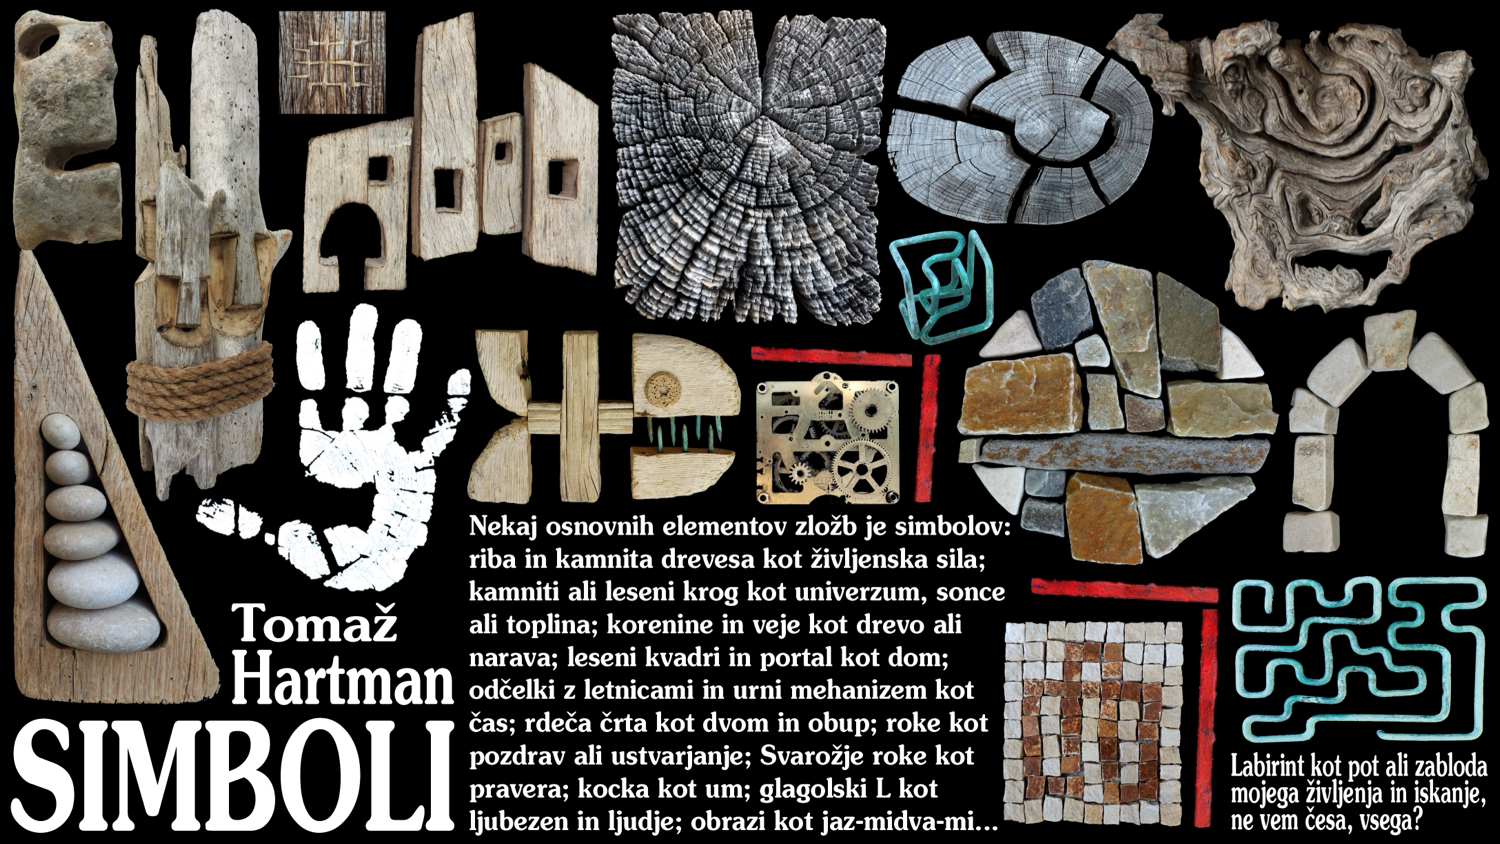 Tomaž
Hartman
SIMBOLI
Nekaj osnovnih elementov zložb je simbolov:
riba in kamnita drevesa kot življenska sila;
kamniti ali leseni krog kot univerzum, sonce
ali toplina; korenine in veje kot drevo ali
narava; leseni kvadri in portal kot dom;
odčelki z letnicami in urni mehanizem kot
čas; rdeča črta kot dvom in obup; roke kot
pozdrav ali ustvarjanje; Svarožje roke kot
pravera; kocka kot um; glagolski L kot
ljubezen in ljudje; obrazi kot jaz-midva-mi...
Labirint kot pot ali zabloda
mojega življenja in iskanje,
ne vem česa, vsega?